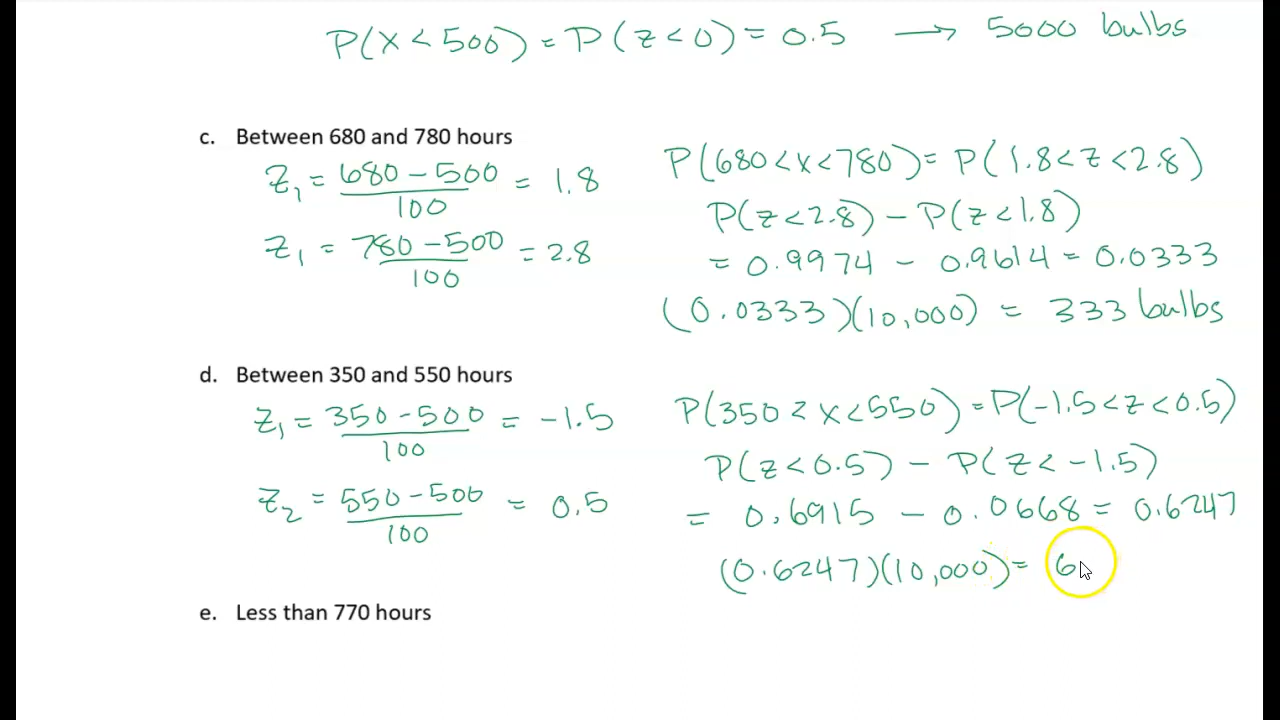 P(X < 500) = P(Z < 0) = 0.5 → 5000 bulbs
c. Between 680 and 780 hours
Z₁ = (680 - 500)/100 = 1.8
Z₁ = (780 - 500)/100 = 2.8
P(680 < X < 780) = P(1.8 < Z < 2.8)
P(Z < 2.8) - P(Z < 1.8)
= 0.9974 - 0.9614 = 0.0333
(0.0333)(10,000) = 333 bulbs
d. Between 350 and 550 hours
Z₁ = (350 - 500)/100 = -1.5
Z₂ = (550 - 500)/100 = 0.5
P(350 < X < 550) = P(-1.5 < Z < 0.5)
P(Z < 0.5) - P(Z < -1.5)
= 0.6915 - 0.0668 = 0.6247
(0.6247)(10,000) = 6
e. Less than 770 hours